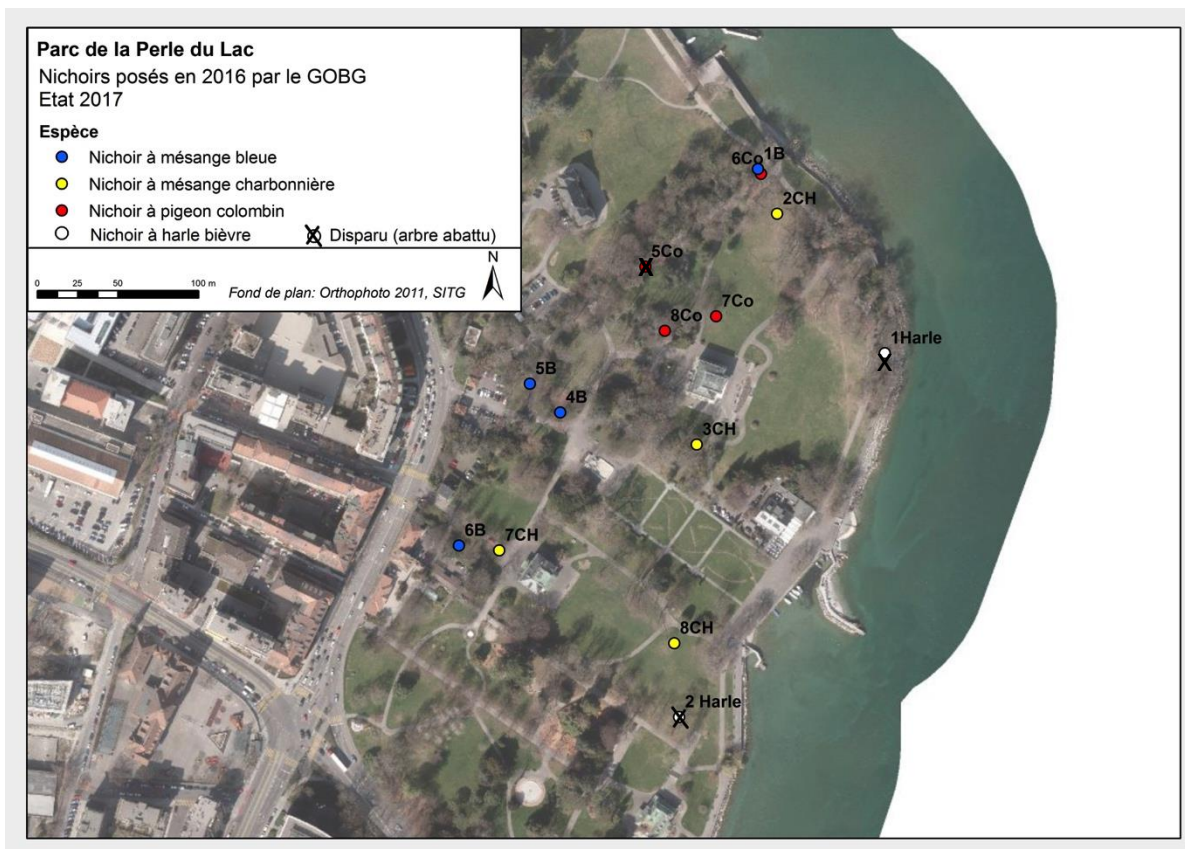 Parc de la Perle du Lac
Nichoirs posés en 2016 par le GOBG
Etat 2017
Espèce
Nichoir à mésange bleue
Nichoir à mésange charbonnière
Nichoir à pigeon colombin
Nichoir à harle bièvre
Disparu (arbre abattu)
N
0 25 50 100 m
Fond de plan: Orthophoto 2011, SITG
6Co 1B
2CH
5Co
7Co
8Co
1Harle
5B
4B
3CH
6B
7CH
8CH
2 Harle